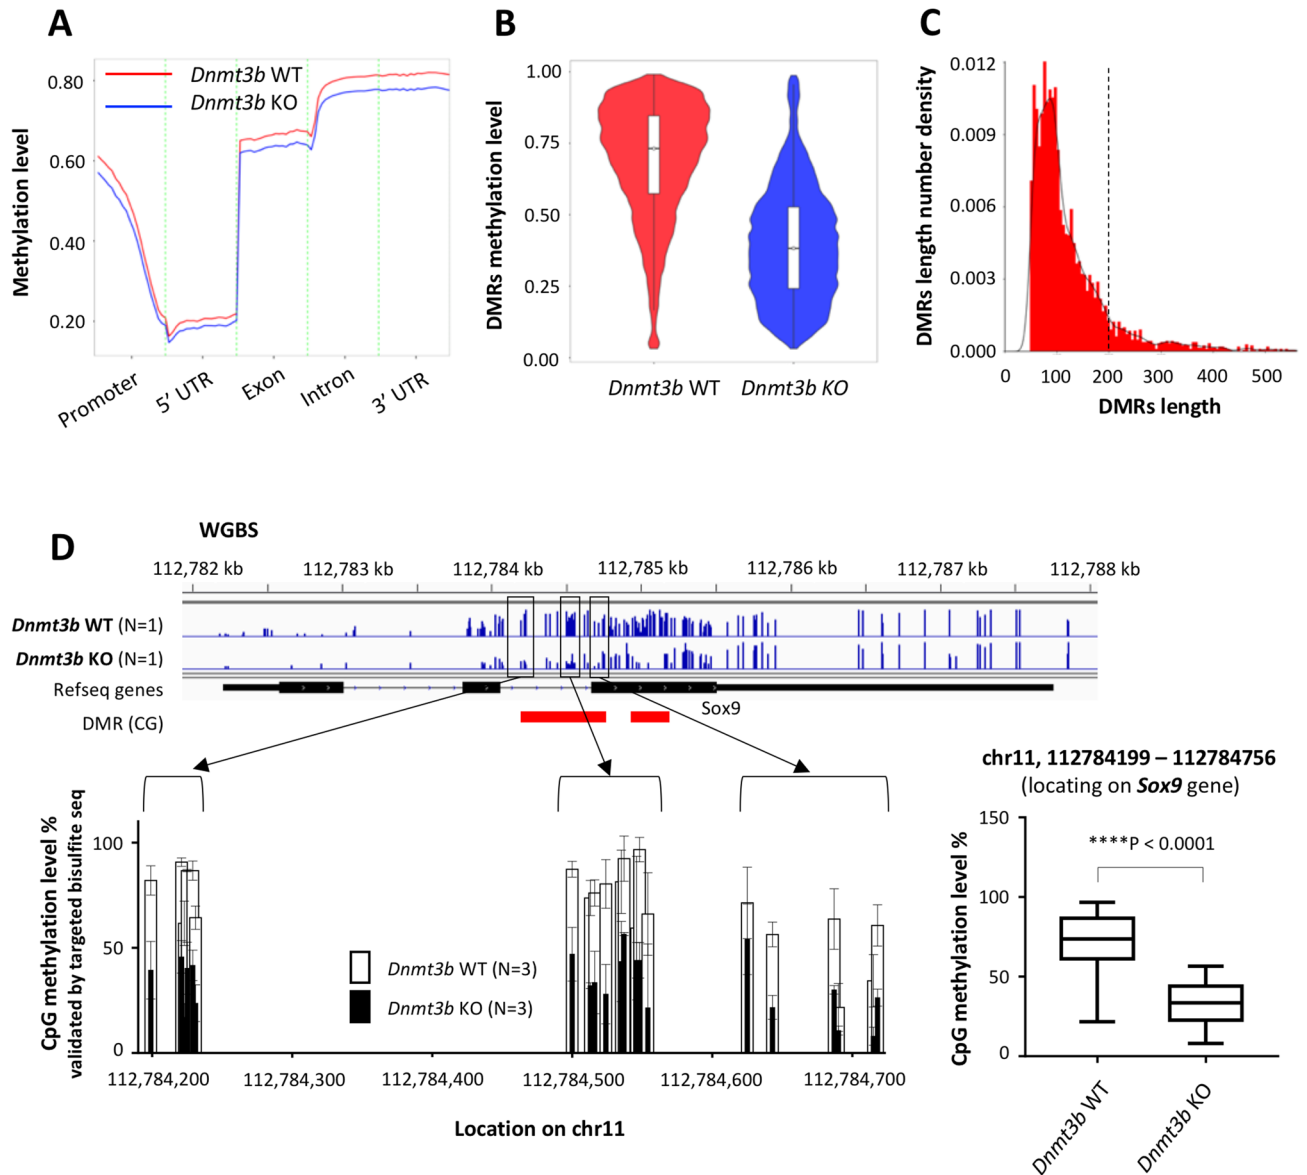 A
Dnmt3b WT
Dnmt3b KO
Methylation level
0.80
0.60
0.40
0.20
Promoter
5' UTR
Exon
Intron
3' UTR
B
DMRs methylation level
1.00
0.75
0.50
0.25
0.00
Dnmt3b WT
Dnmt3b KO
C
DMRs length number density
0.012
0.009
0.006
0.003
0.000
0
100
200
300
400
500
DMRs length
D
WGBS
112,782 kb
112,783 kb
112,784 kb
112,785 kb
112,786 kb
112,787 kb
112,788 kb
Dnmt3b WT (N=1)
Dnmt3b KO (N=1)
Refseq genes
Sox9
DMR (CG)
CpG methylation level %
validated by targeted bisulfite seq
100
50
0
Dnmt3b WT (N=3)
Dnmt3b KO (N=3)
112,784,200
112,784,300
112,784,400
112,784,500
112,784,600
112,784,700
Location on chr11
chr11, 112784199 – 112784756
(locating on Sox9 gene)
CpG methylation level %
150
100
50
0
****P < 0.0001
Dnmt3b WT
Dnmt3b KO